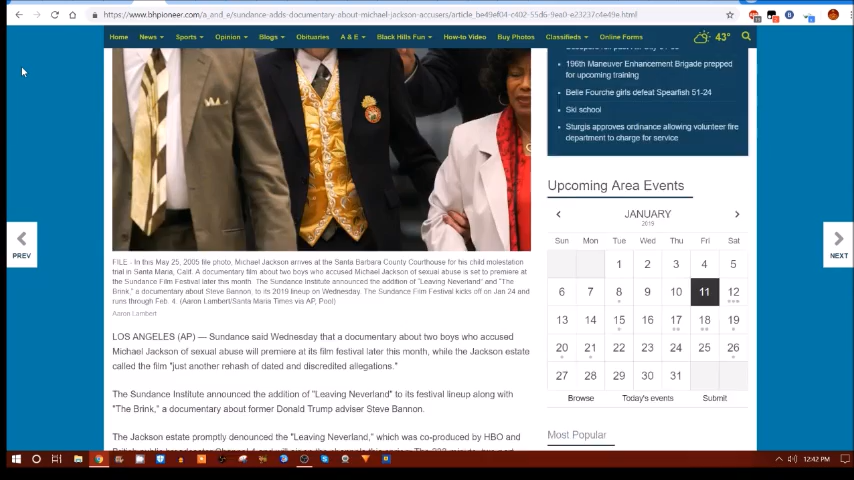 https://www.bhpioneer.com/a_and_e/sundance-adds-documentary-about-michael-jackson-accusers/article_be49ef04-c402-55d6-9ea0-e23237c4e49e.html
Home News Sports Opinion Blogs Obituaries A & E Black Hills Fun How-to Video Buy Photos Classifieds Online Forms 43°
196th Maneuver Enhancement Brigade prepped
for upcoming training
Belle Fourche girls defeat Spearfish 51-24
Ski school
Sturgis approves ordinance allowing volunteer fire
department to charge for service
Upcoming Area Events
JANUARY
2019
Sun Mon Tue Wed Thu Fri Sat
1 2 3 4 5
6 7 8 9 10 11 12
13 14 15 16 17 18 19
20 21 22 23 24 25 26
27 28 29 30 31
Browse Today's events Submit
Most Popular
PREV
NEXT
FILE - In this May 25, 2005 file photo, Michael Jackson arrives at the Santa Barbara County Courthouse for his child molestation
trial in Santa Maria, Calif. A documentary film about two boys who accused Michael Jackson of sexual abuse is set to premiere at
the Sundance Film Festival later this month. The Sundance Institute announced the addition of "Leaving Neverland" and "The
Brink," a documentary about Steve Bannon, to its 2019 lineup on Wednesday. The Sundance Film Festival kicks off on Jan 24 and
runs through Feb. 4. (Aaron Lambert/Santa Maria Times via AP, Pool)
Aaron Lambert
LOS ANGELES (AP) — Sundance said Wednesday that a documentary about two boys who accused
Michael Jackson of sexual abuse will premiere at its film festival later this month, while the Jackson estate
called the film "just another rehash of dated and discredited allegations."
The Sundance Institute announced the addition of "Leaving Neverland" to its festival lineup along with
"The Brink," a documentary about former Donald Trump adviser Steve Bannon.
The Jackson estate promptly denounced the "Leaving Neverland," which was co-produced by HBO and
12:42 PM